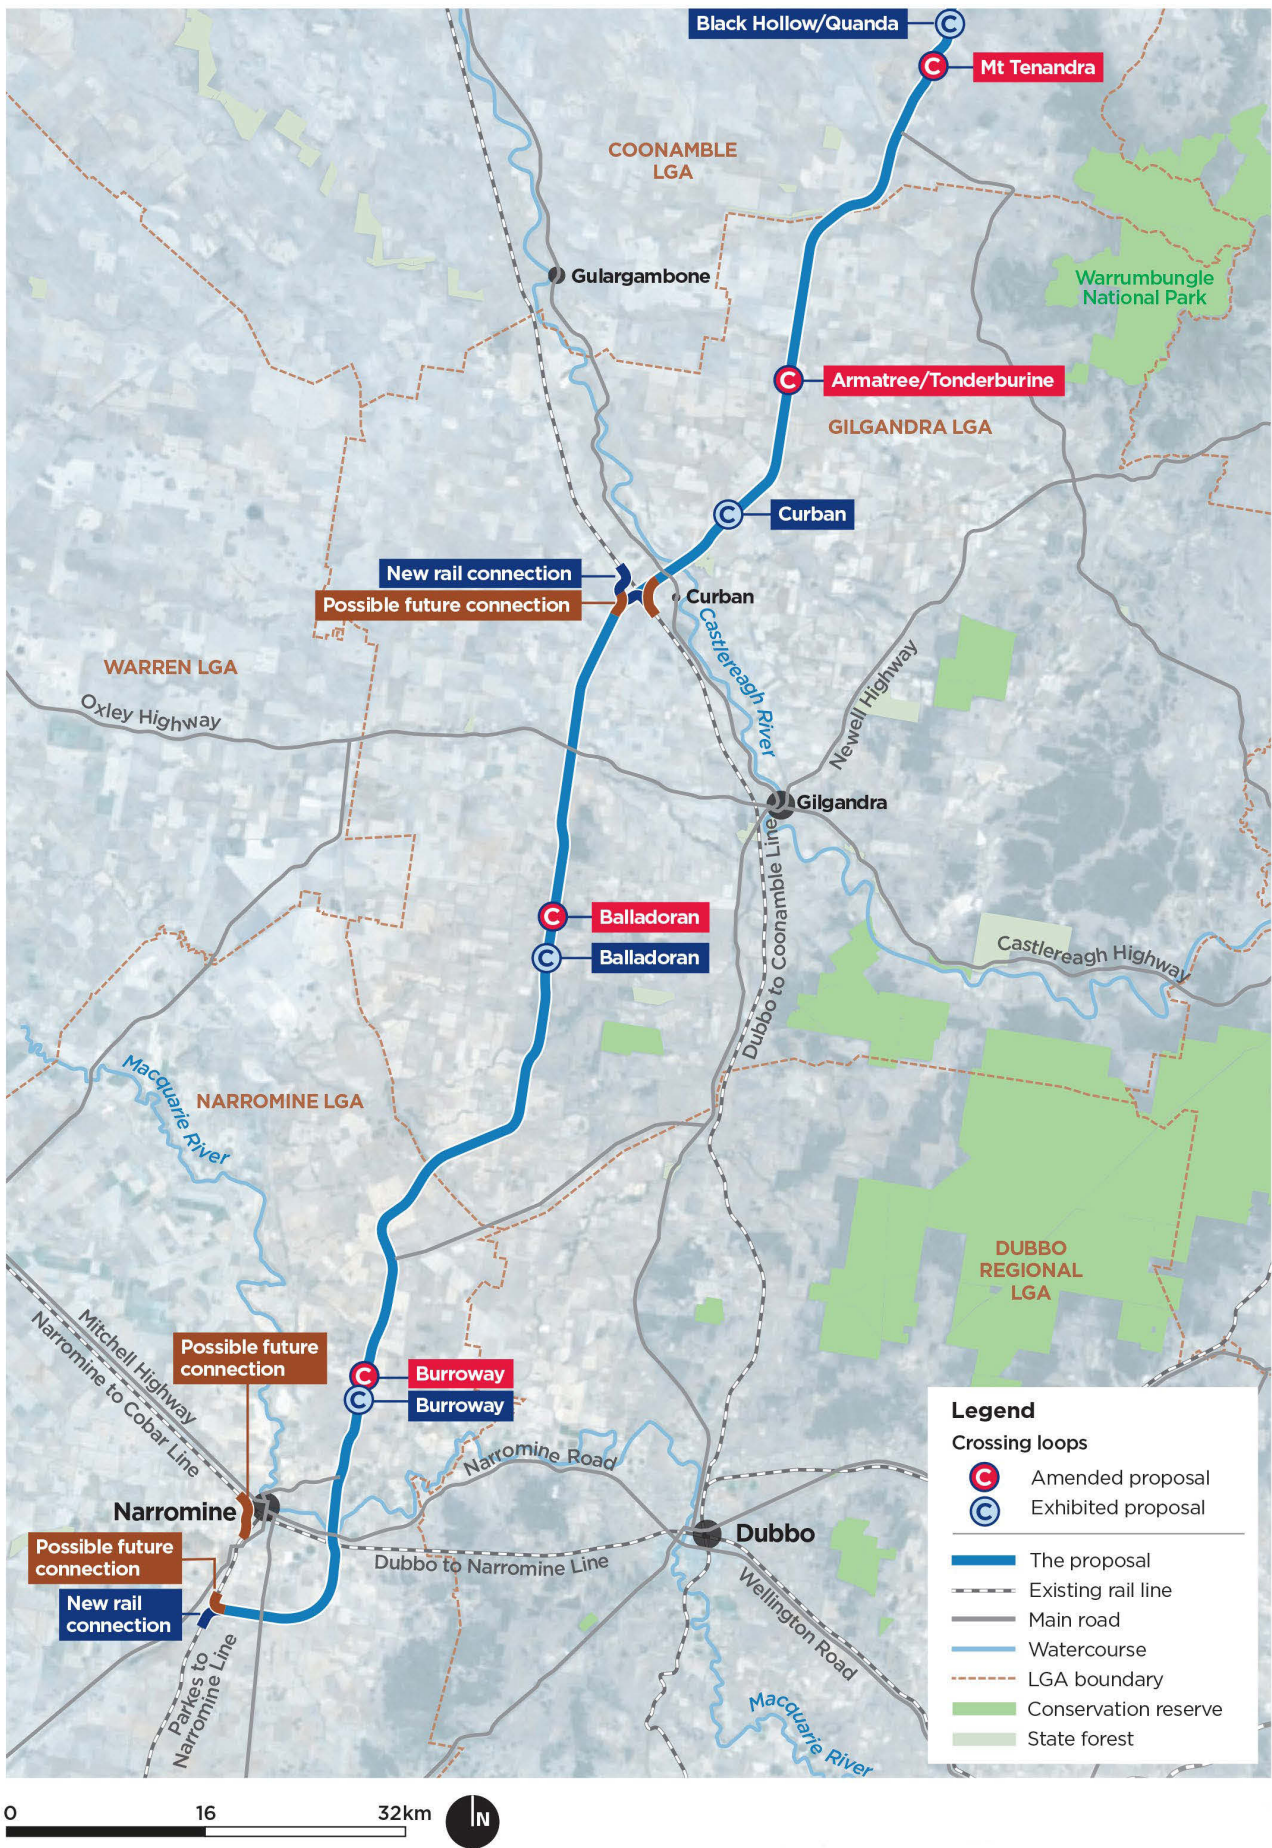 Black Hollow/Quanda
C
C
Mt Tenandra
COONAMBLE
LGA
Gulargambone
Warrumbungle
National Park
C
Armatree/Tonderburine
GILGANDRA LGA
C
Curban
New rail connection
Possible future connection
Curban
Castlereagh River
WARREN LGA
Oxley Highway
Newell Highway
Gilgandra
Dubbo to Coonamble Line
C
Balladoran
C
Balladoran
Castlereagh Highway
Macquarie River
NARROMINE LGA
DUBBO
REGIONAL
LGA
Mitchell Highway
Narromine to Cobar Line
Possible future
connection
C
Burroway
C
Burroway
Narromine Road
Narromine
Dubbo
Possible future
connection
Dubbo to Narromine Line
New rail
connection
Wellington Road
Parkes to
Narromine Line
Macquarie River
Legend
Crossing loops
C
Amended proposal
C
Exhibited proposal
The proposal
Existing rail line
Main road
Watercourse
LGA boundary
Conservation reserve
State forest
0
16
32km
N